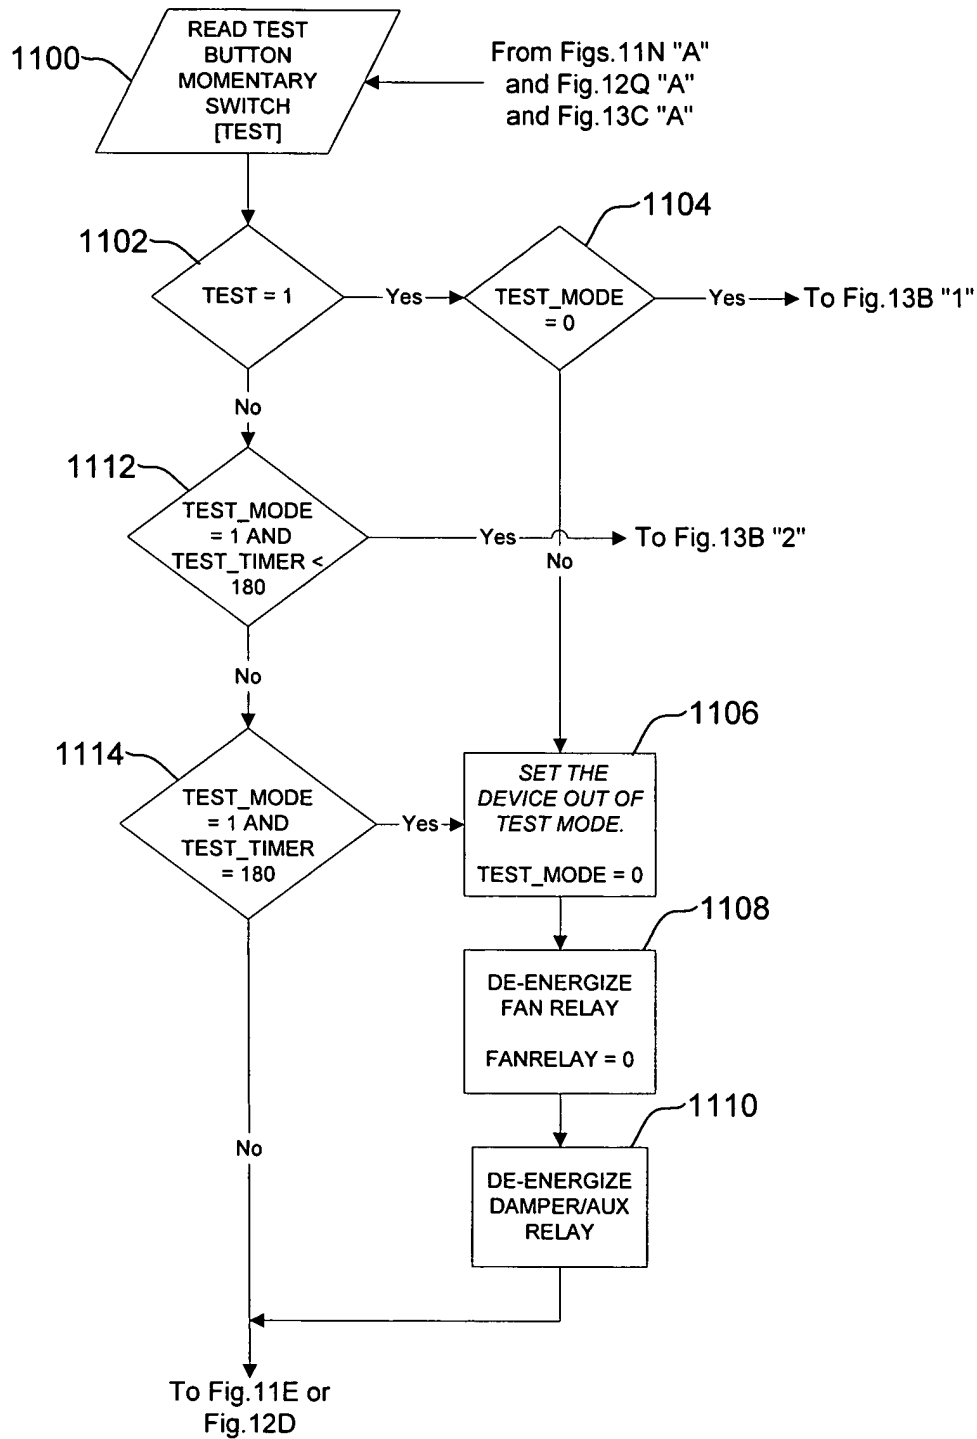 1100
READ TEST
BUTTON
MOMENTARY
SWITCH
[TEST]
From Figs.11N "A"
and Fig.12Q "A"
and Fig.13C "A"
1102
TEST = 1
Yes
1104
TEST_MODE
= 0
Yes
To Fig.13B "1"
No
1112
TEST_MODE
= 1 AND
TEST_TIMER <
180
Yes
To Fig.13B "2"
No
No
1114
TEST_MODE
= 1 AND
TEST_TIMER
= 180
Yes
1106
SET THE
DEVICE OUT OF
TEST MODE.
TEST_MODE = 0
1108
DE-ENERGIZE
FAN RELAY
FANRELAY = 0
1110
DE-ENERGIZE
DAMPER/AUX
RELAY
No
To Fig.11E or
Fig.12D